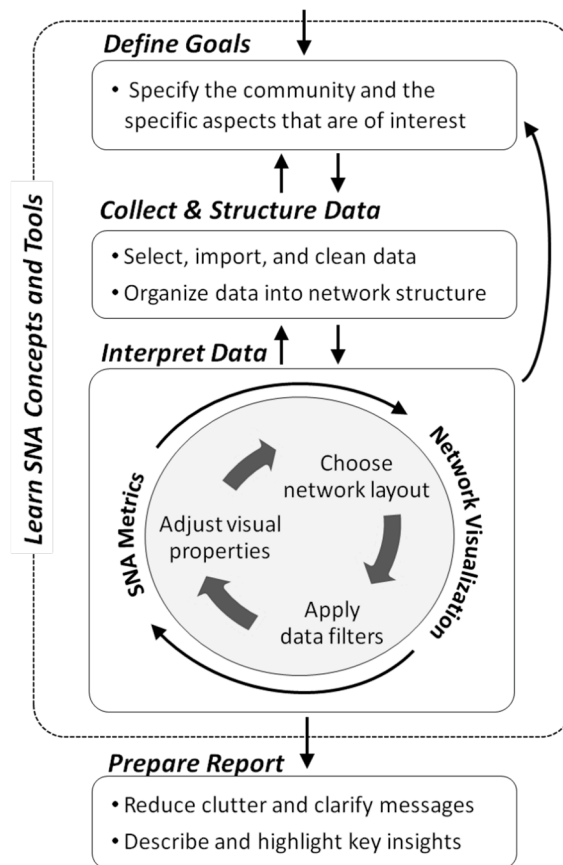 Define Goals
• Specify the community and the
specific aspects that are of interest
Learn SNA Concepts and Tools
Collect & Structure Data
• Select, import, and clean data
• Organize data into network structure
Interpret Data
SNA Metrics
Network Visualization
Choose
network layout
Adjust visual
properties
Apply
data filters
Prepare Report
• Reduce clutter and clarify messages
• Describe and highlight key insights